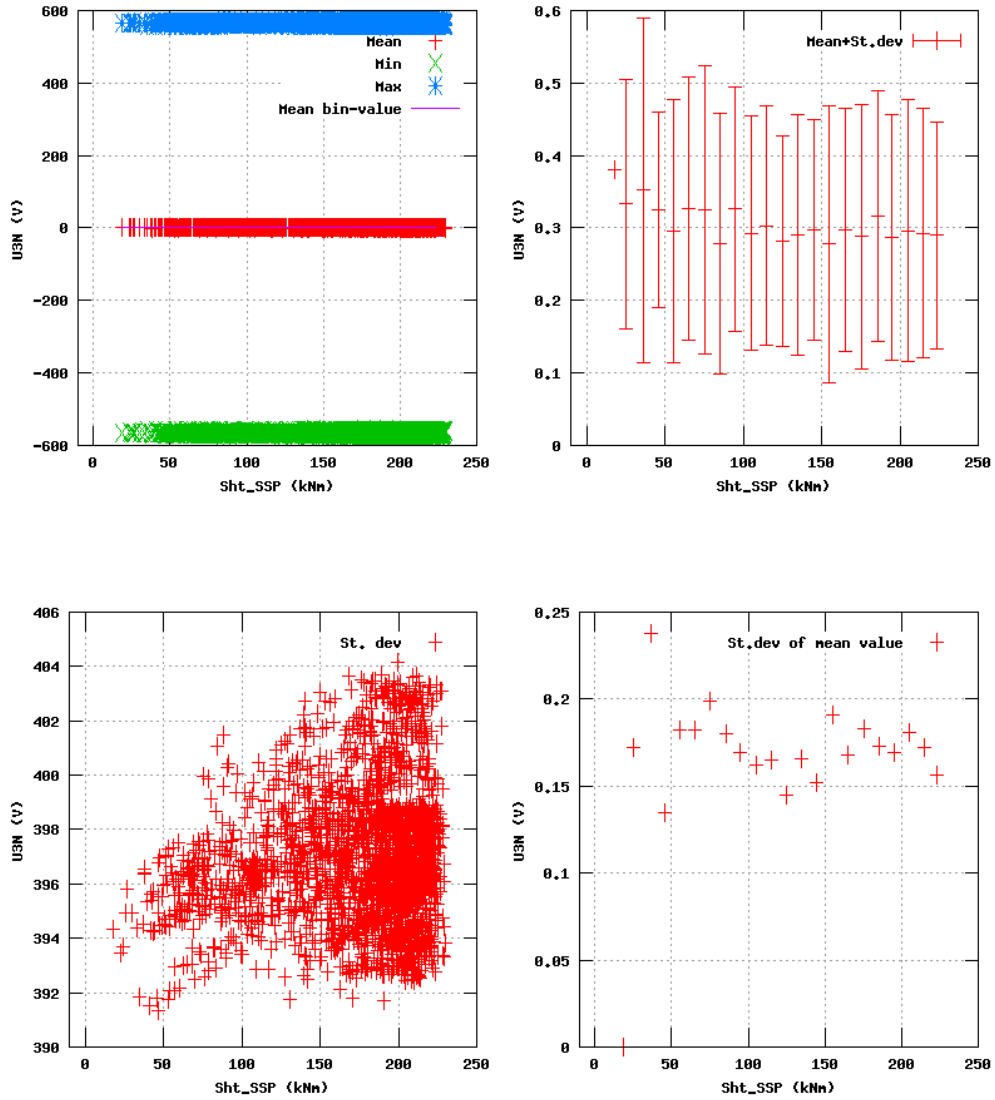 600
400
200
0
-200
-400
-600
0 50 100 150 200 250
U3N (V)
Sht_SSP (kNm)
Mean
Min
Max
Mean bin-value
0.6
0.5
0.4
0.3
0.2
0.1
0
0 50 100 150 200 250
U3N (V)
Sht_SSP (kNm)
Mean+St.dev
406
404
402
400
398
396
394
392
390
0 50 100 150 200 250
U3N (V)
Sht_SSP (kNm)
St. dev
0.25
0.2
0.15
0.1
0.05
0
0 50 100 150 200 250
U3N (V)
Sht_SSP (kNm)
St.dev of mean value